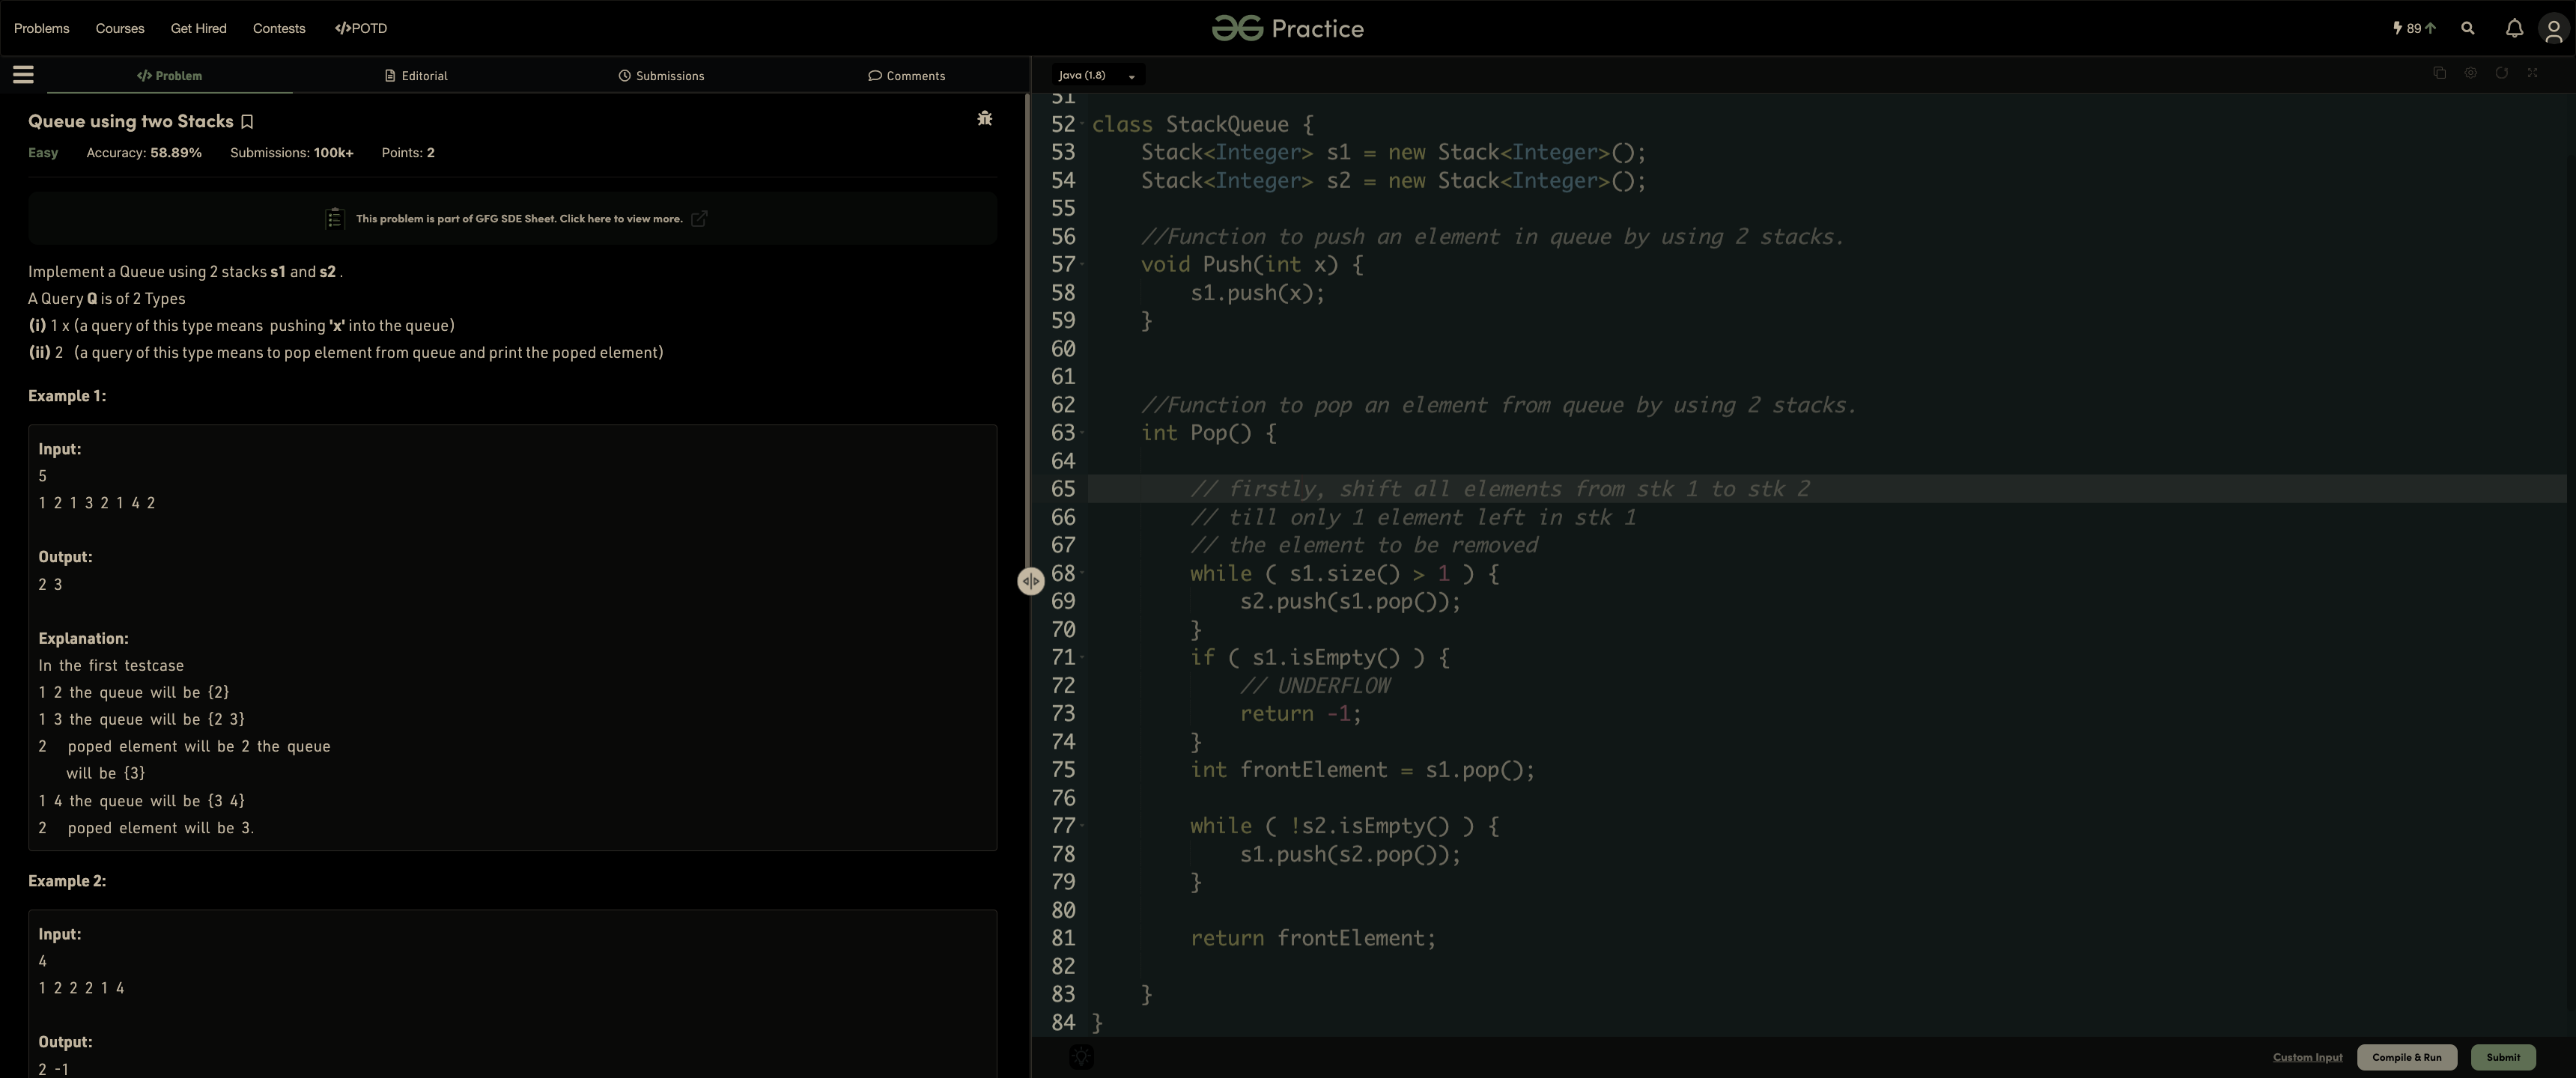 Problems Courses Get Hired Contests </>POTD
Practice
89
</> Problem Editorial Submissions Comments
Queue using two Stacks
Easy Accuracy: 58.89% Submissions: 100k+ Points: 2
This problem is part of GFG SDE Sheet. Click here to view more.
Implement a Queue using 2 stacks s1 and s2 .
A Query Q is of 2 Types
(i) 1 x (a query of this type means pushing 'x' into the queue)
(ii) 2 (a query of this type means to pop element from queue and print the poped element)
Example 1:
Input:
5
1 2 1 3 2 1 4 2
Output:
2 3
Explanation:
In the first testcase
1 2 the queue will be {2}
1 3 the queue will be {2 3}
2 poped element will be 2 the queue
will be {3}
1 4 the queue will be {3 4}
2 poped element will be 3.
Example 2:
Input:
4
1 2 2 2 1 4
Output:
2 -1
Java (1.8)
51
52 class StackQueue {
53 Stack<Integer> s1 = new Stack<Integer>();
54 Stack<Integer> s2 = new Stack<Integer>();
55
56 //Function to push an element in queue by using 2 stacks.
57 void Push(int x) {
58 s1.push(x);
59 }
60
61
62 //Function to pop an element from queue by using 2 stacks.
63 int Pop() {
64
65 // firstly, shift all elements from stk 1 to stk 2
66 // till only 1 element left in stk 1
67 // the element to be removed
68 while ( s1.size() > 1 ) {
69 s2.push(s1.pop());
70 }
71 if ( s1.isEmpty() ) {
72 // UNDERFLOW
73 return -1;
74 }
75 int frontElement = s1.pop();
76
77 while ( !s2.isEmpty() ) {
78 s1.push(s2.pop());
79 }
80
81 return frontElement;
82
83 }
84 }
Custom Input Compile & Run Submit